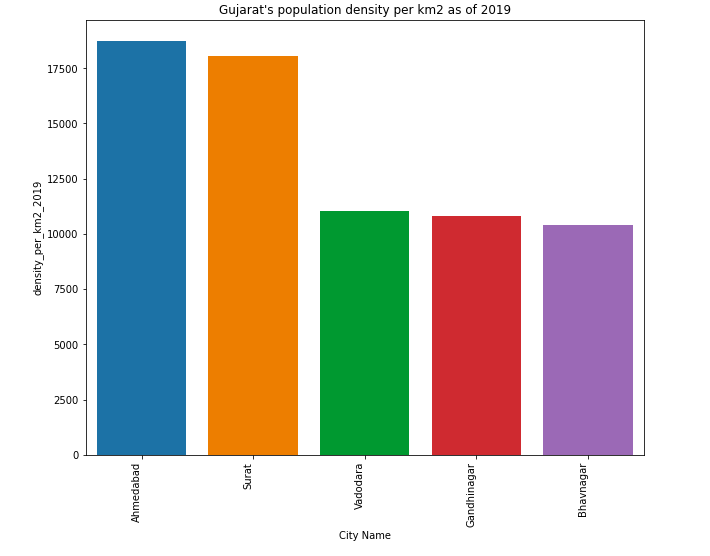 Gujarat's population density per km2 as of 2019
density_per_km2_2019
17500
15000
12500
10000
7500
5000
2500
0
Ahmedabad
Surat
Vadodara
Gandhinagar
Bhavnagar
City Name